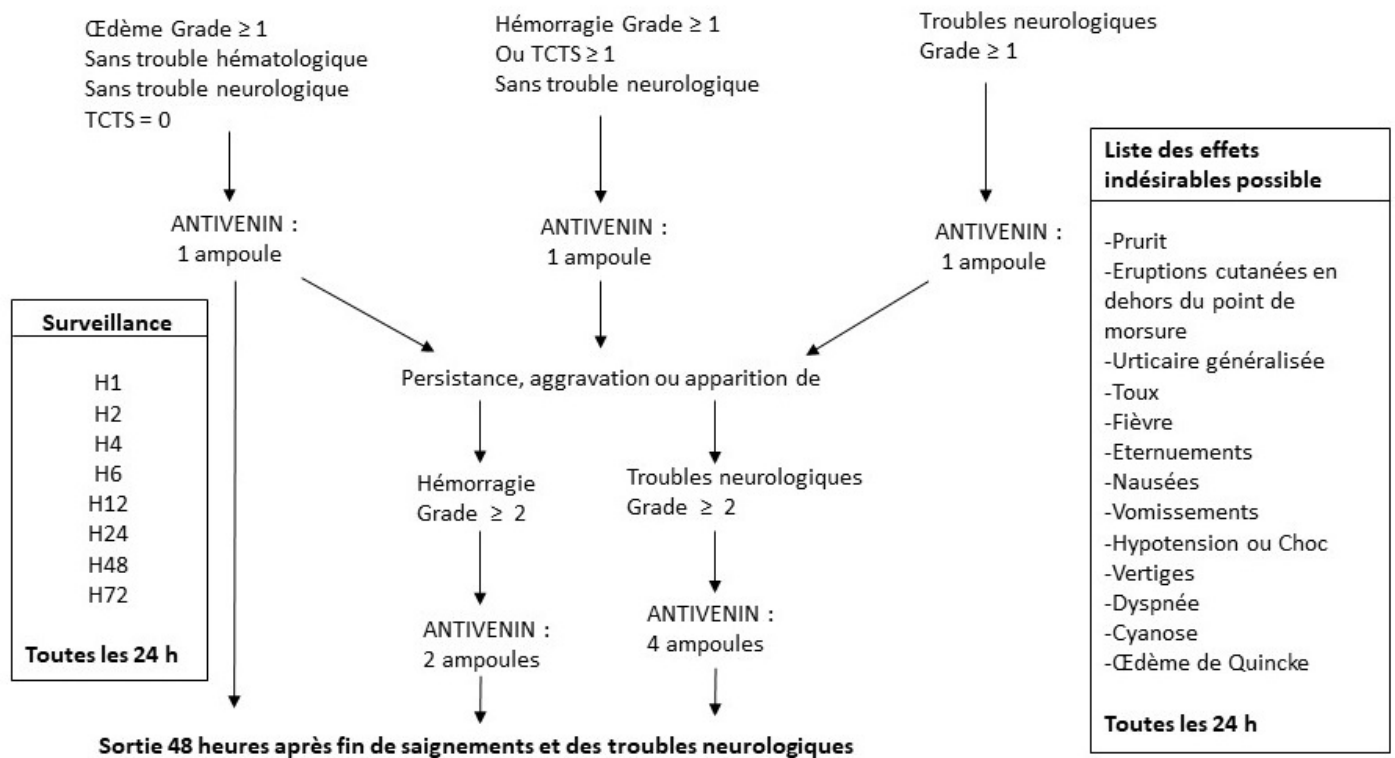 Œdème Grade ≥ 1
Sans trouble hématologique
Sans trouble neurologique
TCTS = 0
Hémorragie Grade ≥ 1
Ou TCTS ≥ 1
Sans trouble neurologique
Troubles neurologiques
Grade ≥ 1
ANTIVENIN :
1 ampoule
ANTIVENIN :
1 ampoule
ANTIVENIN :
1 ampoule
Surveillance
H1
H2
H4
H6
H12
H24
H48
H72
Toutes les 24 h
Persistance, aggravation ou apparition de
Hémorragie
Grade ≥ 2
Troubles neurologiques
Grade ≥ 2
ANTIVENIN :
2 ampoules
ANTIVENIN :
4 ampoules
Sortie 48 heures après fin de saignements et des troubles neurologiques
Liste des effets
indésirables possible
-Prurit
-Eruptions cutanées en
dehors du point de
morsure
-Urticaire généralisée
-Toux
-Fièvre
-Eternuements
-Nausées
-Vomissements
-Hypotension ou Choc
-Vertiges
-Dyspnée
-Cyanose
-Œdème de Quincke
Toutes les 24 h